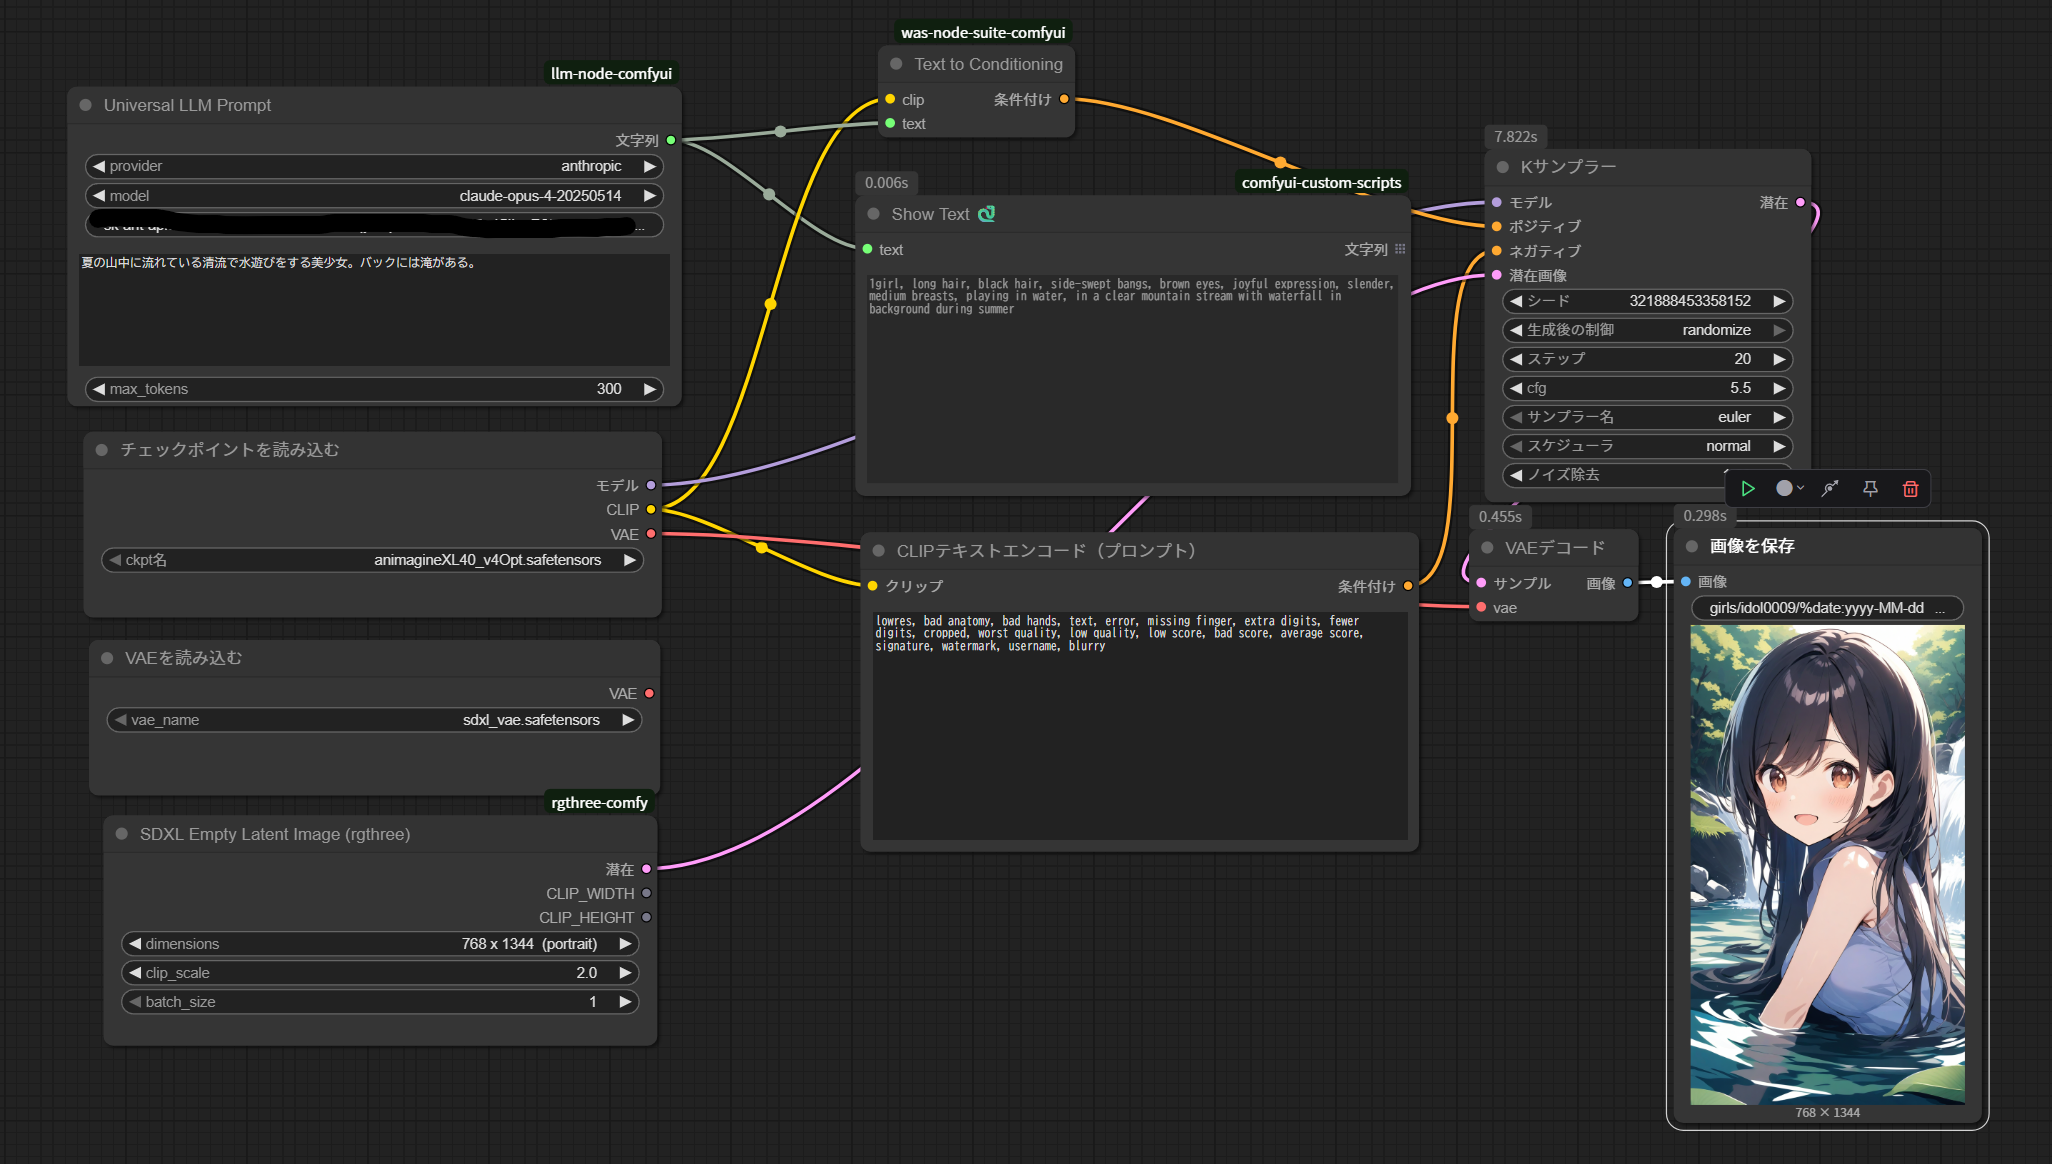 was-node-suite-comfyui
Text to Conditioning
clip
条件付け
text
llm-node-comfyui
Universal LLM Prompt
文字列
provider
anthropic
model
claude-opus-4-20250514
...
夏の山中に流れている清流で水遊びをする美少女。バックには滝がある。
max_tokens
300
チェックポイントを読み込む
モデル
CLIP
VAE
ckpt名
animagineXL40_v4Opt.safetensors
VAEを読み込む
VAE
vae_name
sdxl_vae.safetensors
rgthree-comfy
SDXL Empty Latent Image (rgthree)
潜在
CLIP_WIDTH
CLIP_HEIGHT
dimensions
768 x 1344 (portrait)
clip_scale
2.0
batch_size
1
0.006s
comfyui-custom-scripts
Show Text
text
文字列
1girl, long hair, black hair, side-swept bangs, brown eyes, joyful expression, slender,
medium breasts, playing in water, in a clear mountain stream with waterfall in
background during summer
CLIPテキストエンコード（プロンプト）
クリップ
条件付け
lowres, bad anatomy, bad hands, text, error, missing finger, extra digits, fewer
digits, cropped, worst quality, low quality, low score, bad score, average score,
signature, watermark, username, blurry
7.822s
Kサンプラー
モデル
潜在
ポジティブ
ネガティブ
潜在画像
シード
321888453358152
生成後の制御
randomize
ステップ
20
cfg
5.5
サンプラー名
euler
スケジューラ
normal
ノイズ除去
0.455s
VAEデコード
サンプル
画像
vae
0.298s
画像を保存
画像
girls/idol0009/%date:yyyy-MM-dd ...
768 × 1344